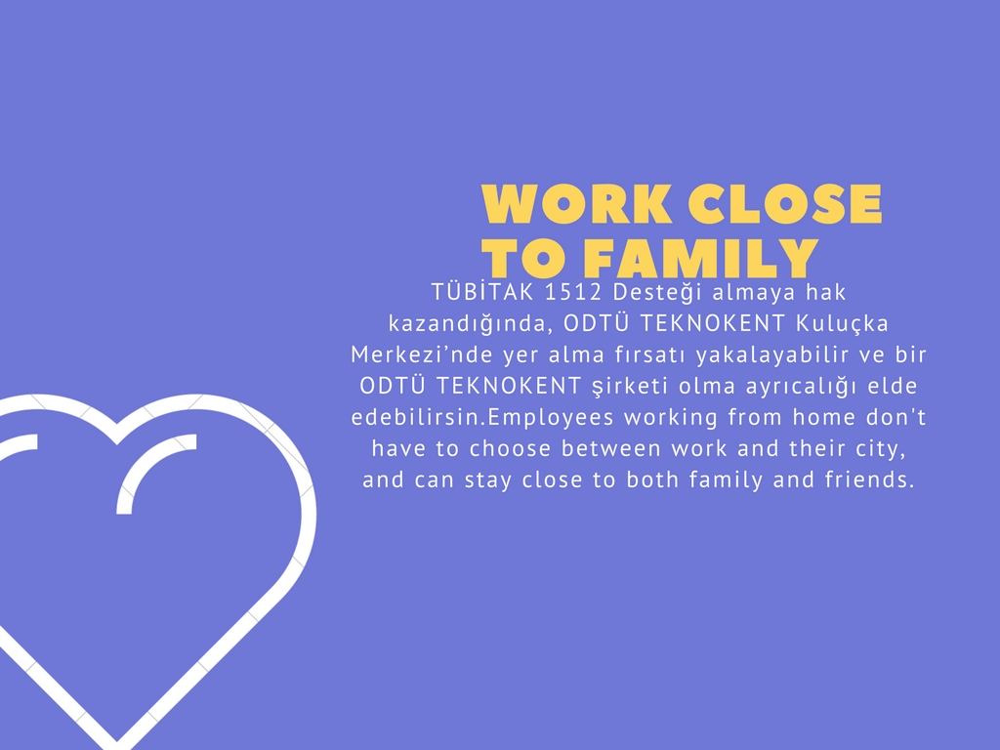 WORK CLOSE
TO FAMILY
TÜBİTAK 1512 Desteği almaya hak
kazandığında, ODTÜ TEKNOKENT Kuluçka
Merkezi’nde yer alma fırsatı yakalayabilir ve bir
ODTÜ TEKNOKENT şirketi olma ayrıcalığı elde
edebilirsin.Employees working from home don't
have to choose between work and their city,
and can stay close to both family and friends.